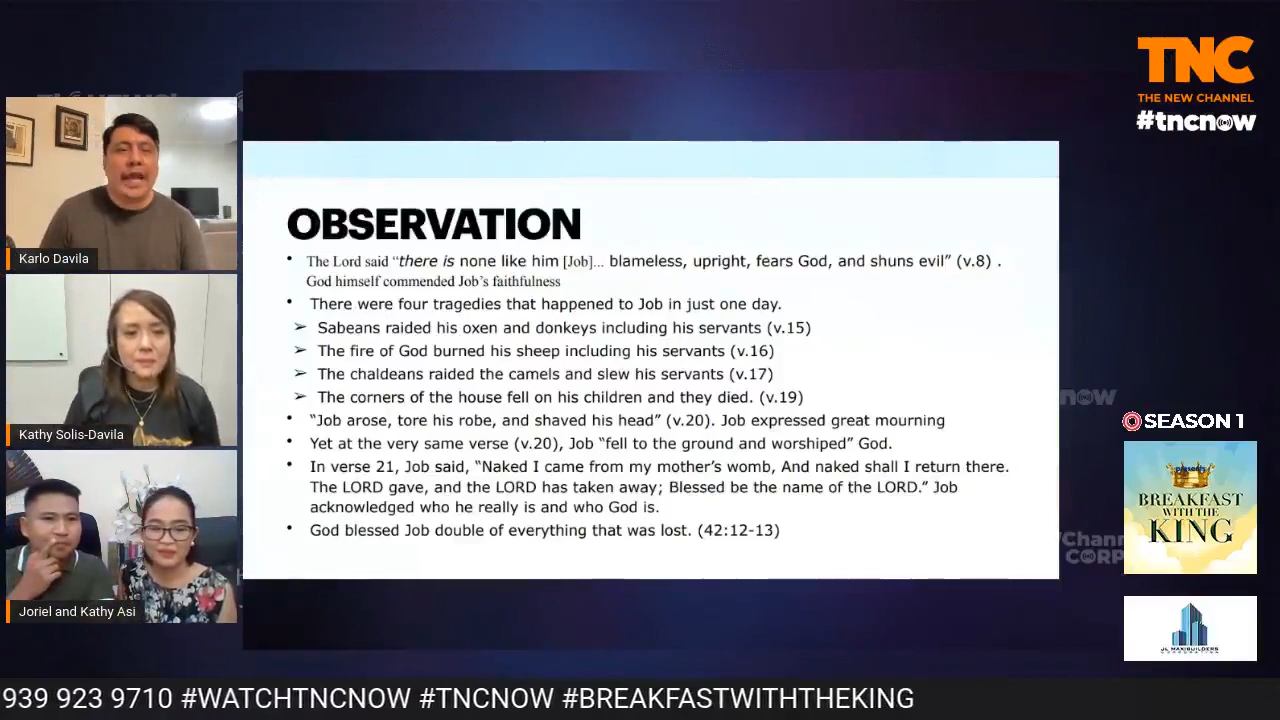 TNC
THE NEW CHANNEL
#tncnow
Karlo Davila
Kathy Solis-Davila
Joriel and Kathy Asi
OBSERVATION
• The Lord said “there is none like him [Job]... blameless, upright, fears God, and shuns evil” (v.8) .
God himself commended Job’s faithfulness
• There were four tragedies that happened to Job in just one day.
➢ Sabeans raided his oxen and donkeys including his servants (v.15)
➢ The fire of God burned his sheep including his servants (v.16)
➢ The chaldeans raided the camels and slew his servants (v.17)
➢ The corners of the house fell on his children and they died. (v.19)
• “Job arose, tore his robe, and shaved his head” (v.20). Job expressed great mourning
• Yet at the very same verse (v.20), Job “fell to the ground and worshiped” God.
• In verse 21, Job said, “Naked I came from my mother’s womb, And naked shall I return there.
The LORD gave, and the LORD has taken away; Blessed be the name of the LORD.” Job
acknowledged who he really is and who God is.
• God blessed Job double of everything that was lost. (42:12-13)
SEASON 1
presents
BREAKFAST
WITH THE
KING
JL MAXIBUILDERS
CORPORATION
939 923 9710 #WATCHTNCNOW #TNCNOW #BREAKFASTWITHTHEKING